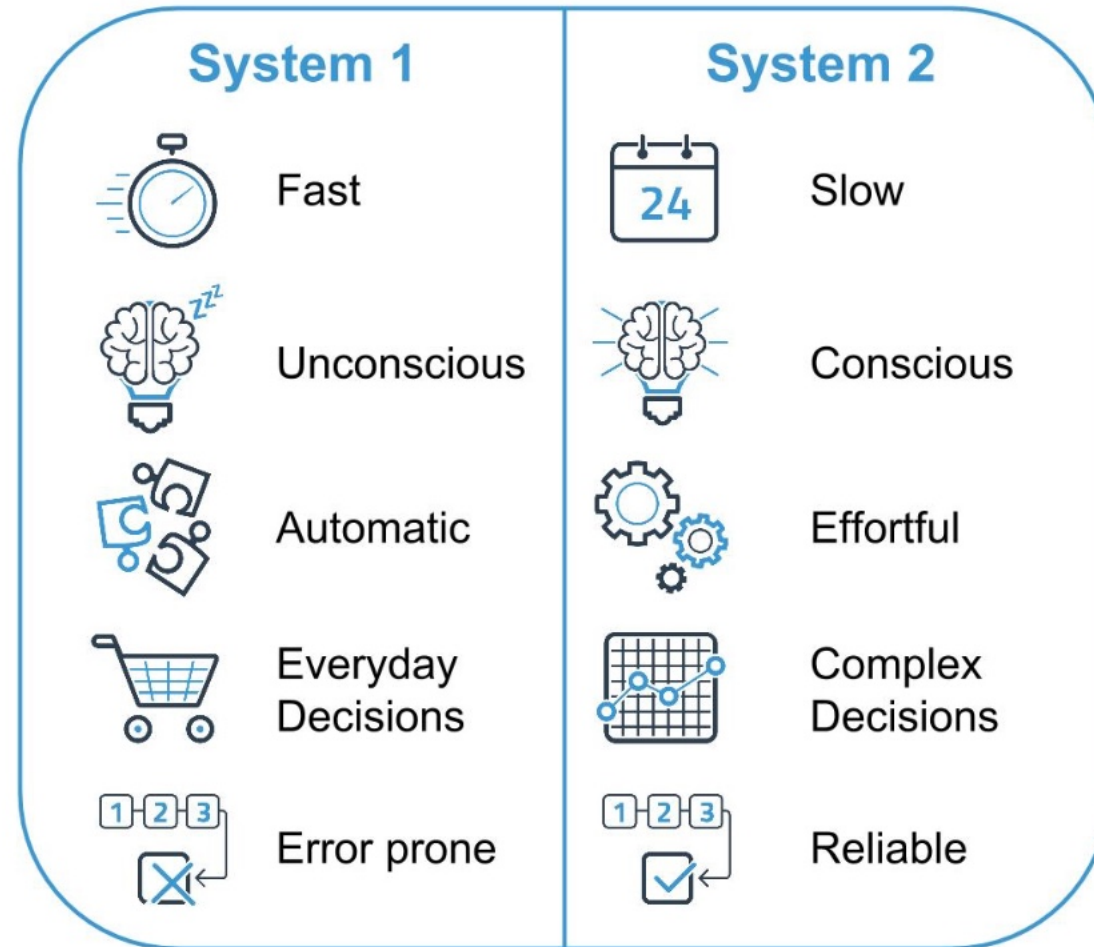 System 1
System 2
Fast
24
Slow
zzz
Unconscious
Conscious
Automatic
Effortful
Everyday
Decisions
Complex
Decisions
1 2 3
Error prone
1 2 3
Reliable